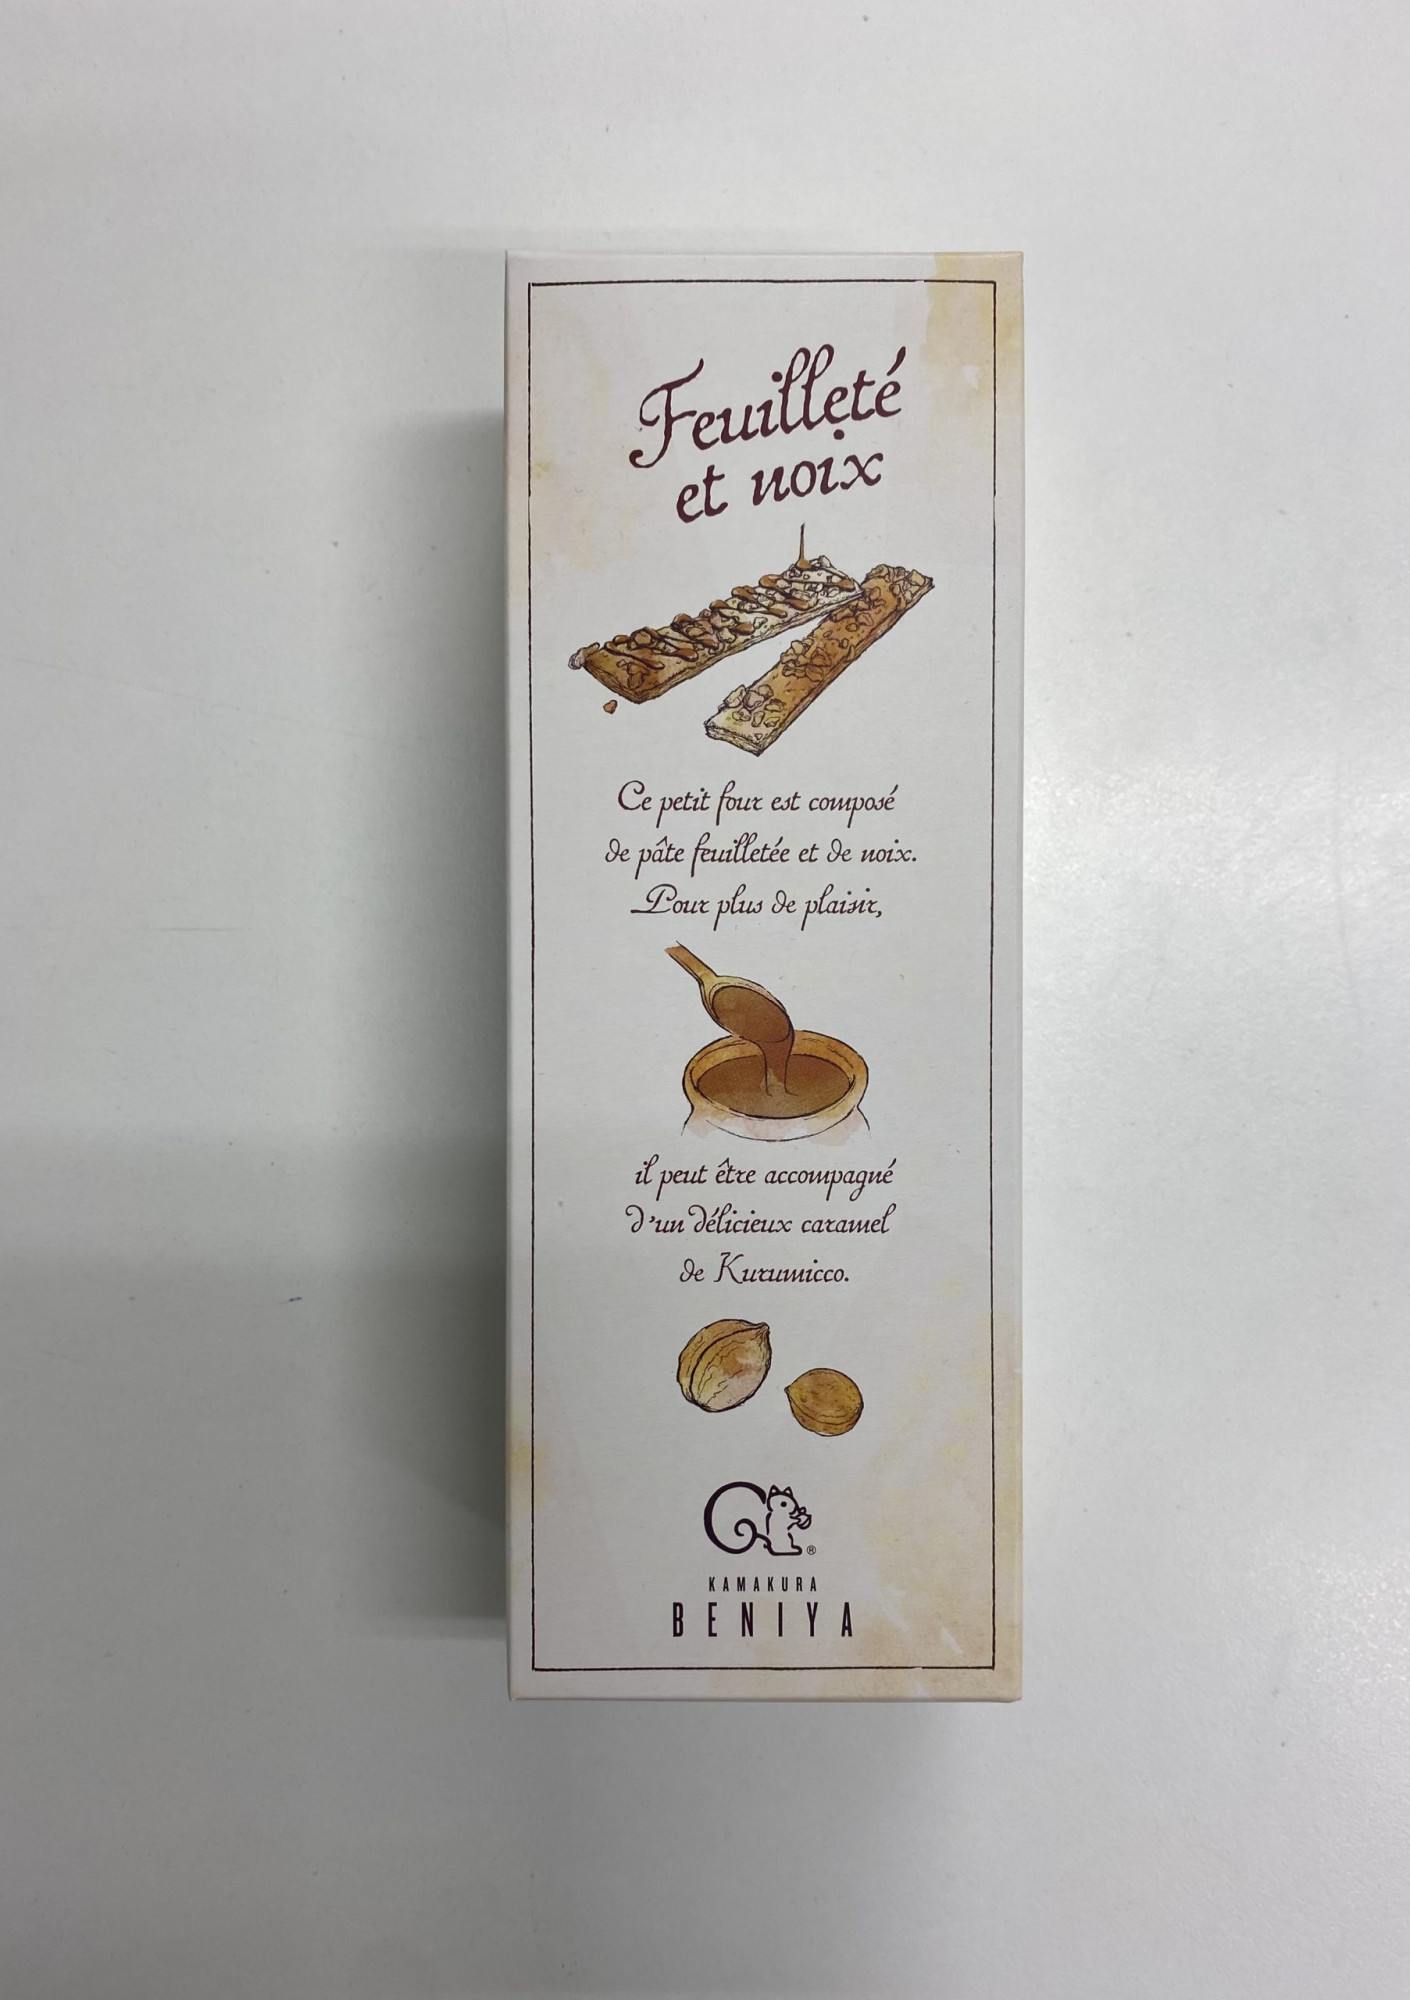 Feuilleté
et noix
Ce petit four est composé
de pâte feuilletée et de noix.
Pour plus de plaisir,
il peut être accompagné
d'un délicieux caramel
de Kurumicco.
®
KAMAKURA
BENIYA